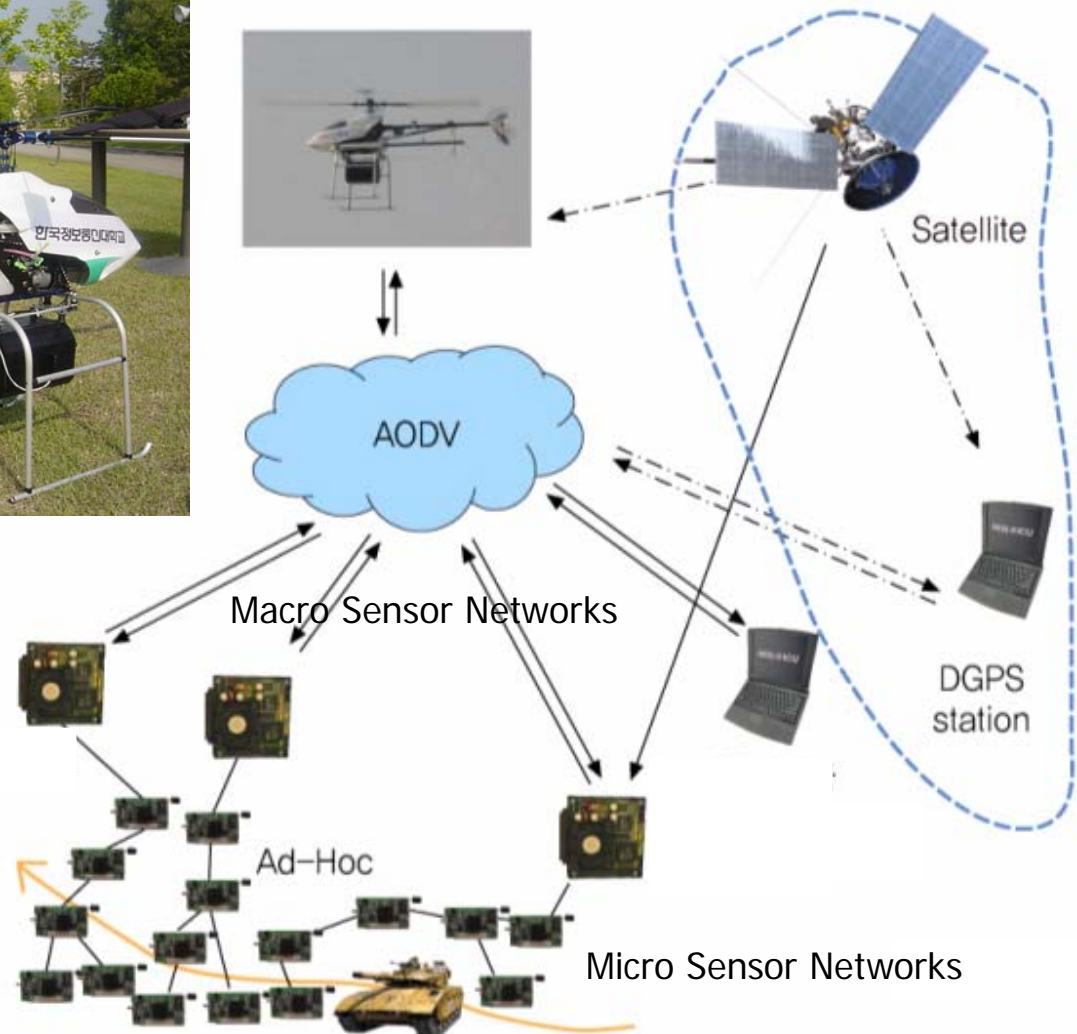 한국정보통신대학교
Satellite
AODV
Macro Sensor Networks
DGPS
station
Ad-Hoc
Micro Sensor Networks